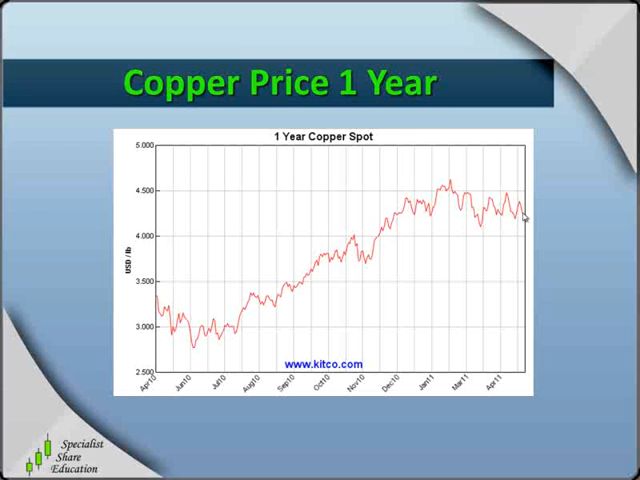 Copper Price 1 Year
1 Year Copper Spot
5.000
4.500
4.000
3.500
3.000
2.500
USD / lb
www.kitco.com
Apr10
Jun10
Jul10
Aug10
Sep10
Oct10
Nov10
Dec10
Jan11
Mar11
Apr11
Specialist
Share
Education